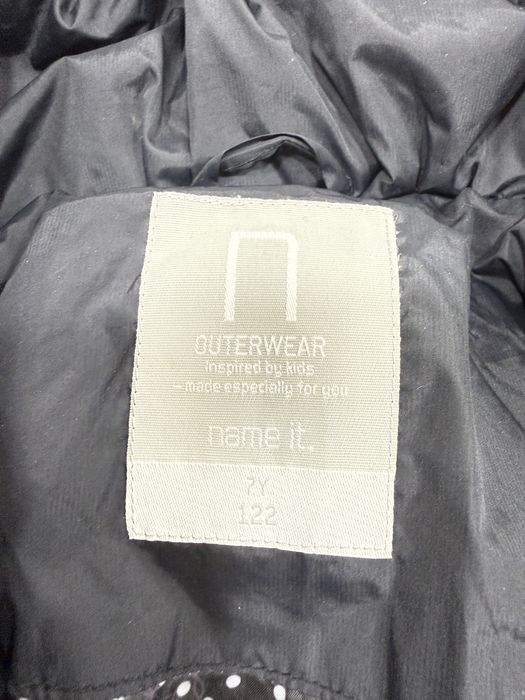 OUTERWEAR
inspired by kids
– made especially for you
name it.
7Y
122